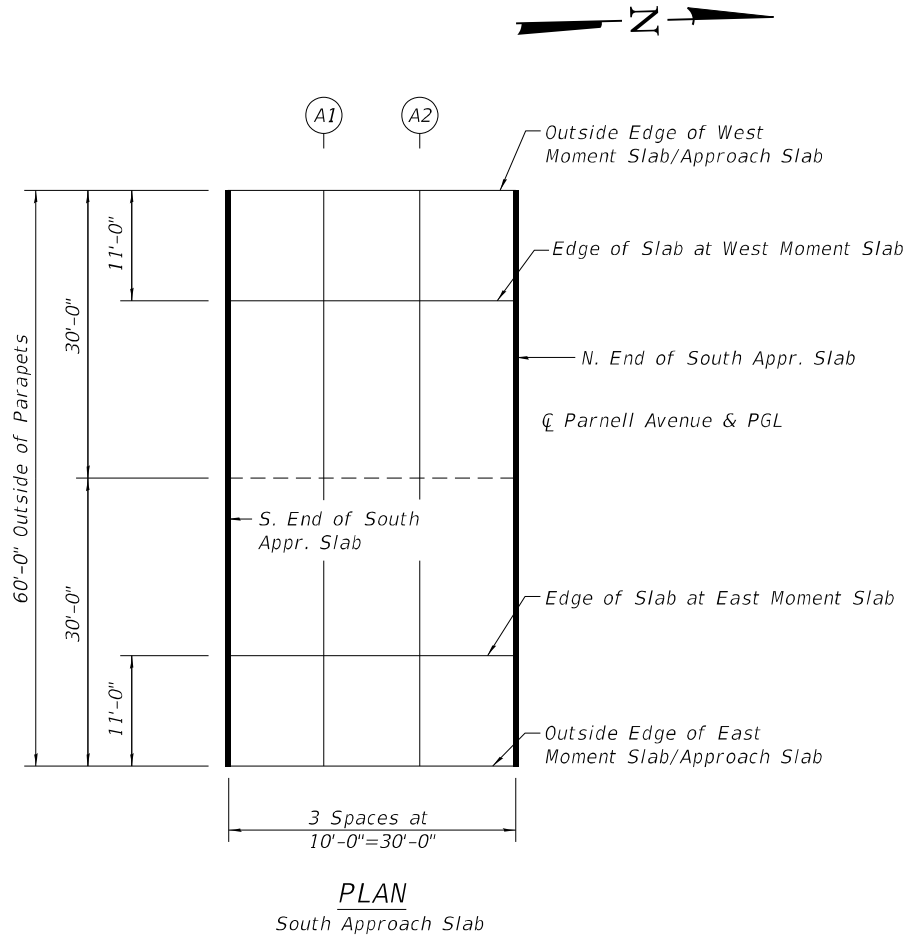 N
A1
A2
Outside Edge of West
Moment Slab/Approach Slab
11'-0"
Edge of Slab at West Moment Slab
30'-0"
60'-0" Outside of Parapets
N. End of South Appr. Slab
℄ Parnell Avenue & PGL
S. End of South
Appr. Slab
30'-0"
Edge of Slab at East Moment Slab
11'-0"
Outside Edge of East
Moment Slab/Approach Slab
3 Spaces at
10'-0"=30'-0"
PLAN
South Approach Slab